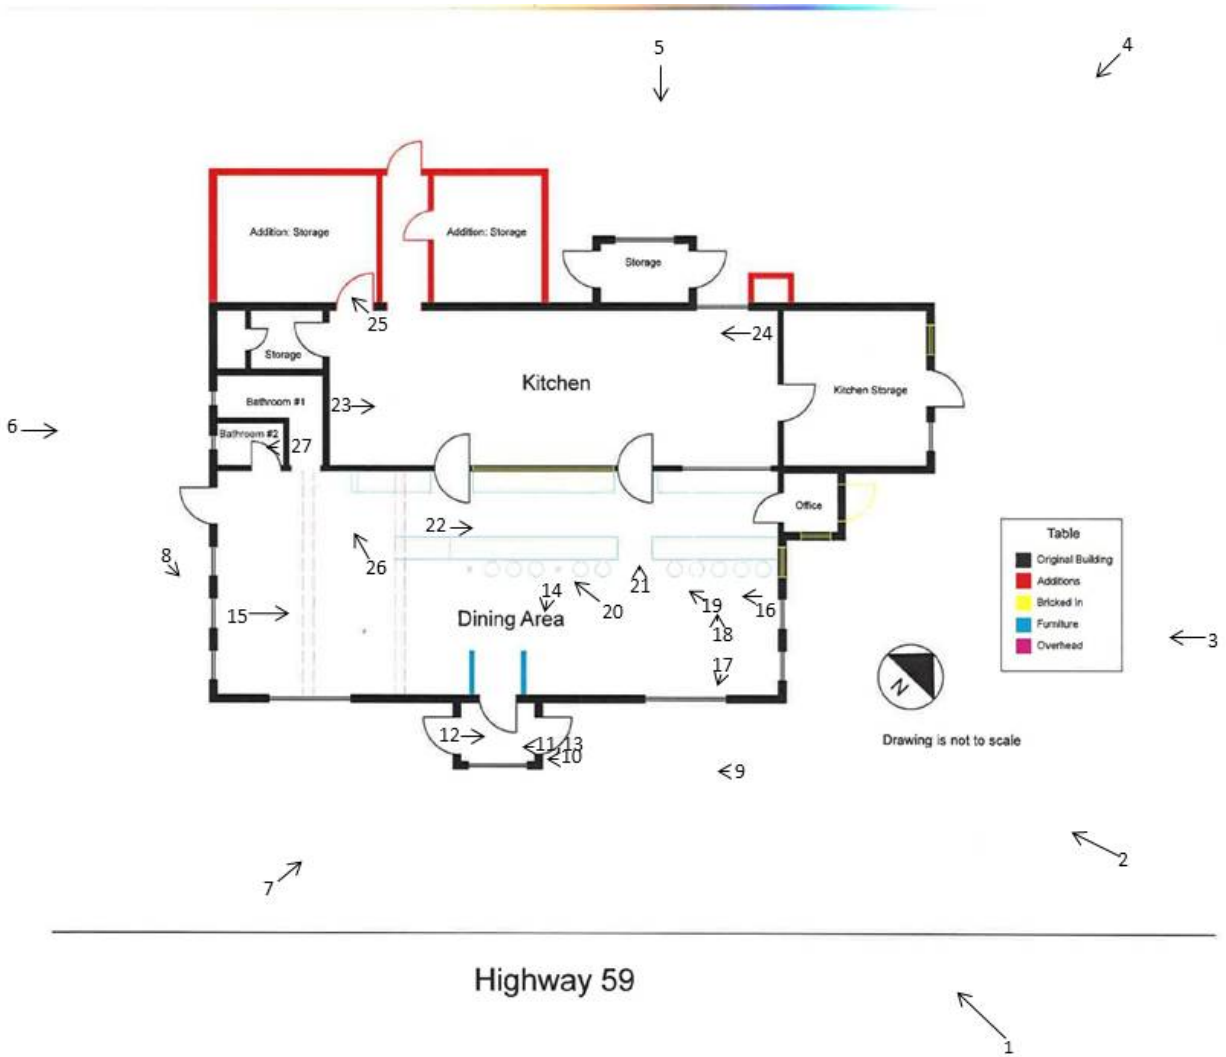 5
4
Addition: Storage
Addition: Storage
Storage
25
24
Storage
Kitchen
Kitchen Storage
Bathroom #1
23
6
Bathroom #2
27
Office
22
Table
8
26
Original Building
14
21
Additions
15
20
19
16
Bricked In
Dining Area
18
Furniture
3
17
Overhead
N
12
11,13
Drawing is not to scale
10
9
7
2
Highway 59
1